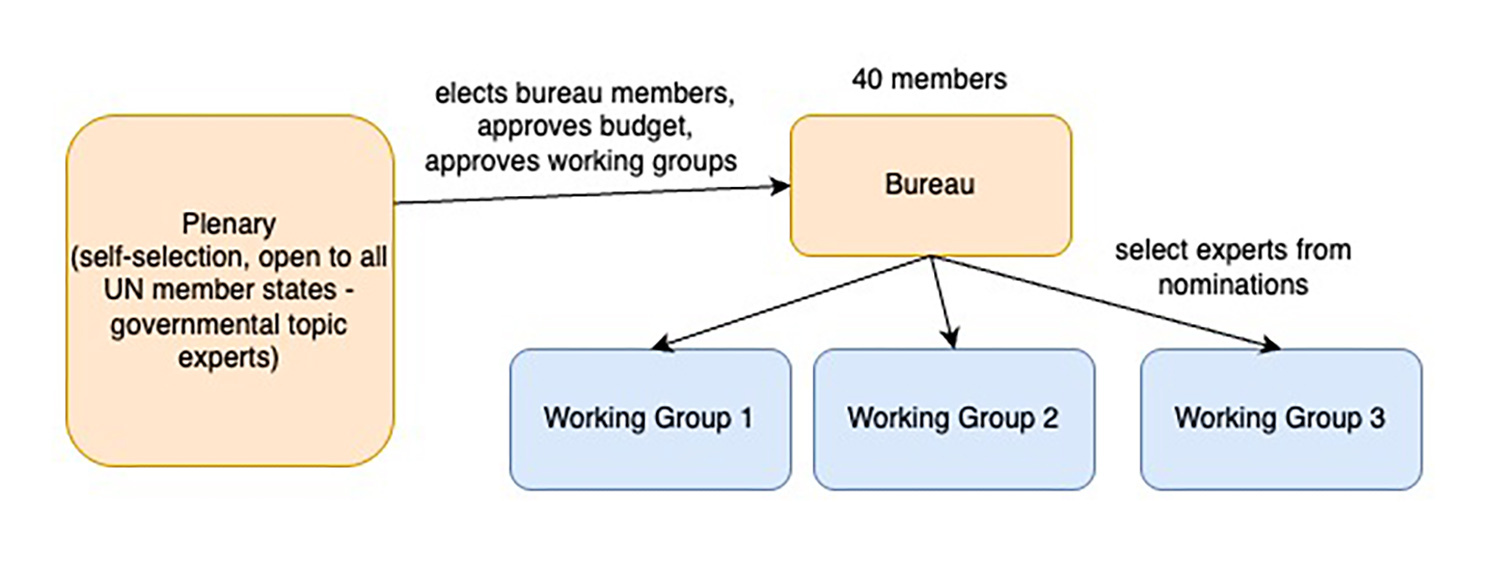 elects bureau members,
approves budget,
approves working groups
40 members
Plenary
(self-selection, open to all
UN member states -
governmental topic
experts)
Bureau
select experts from
nominations
Working Group 1
Working Group 2
Working Group 3